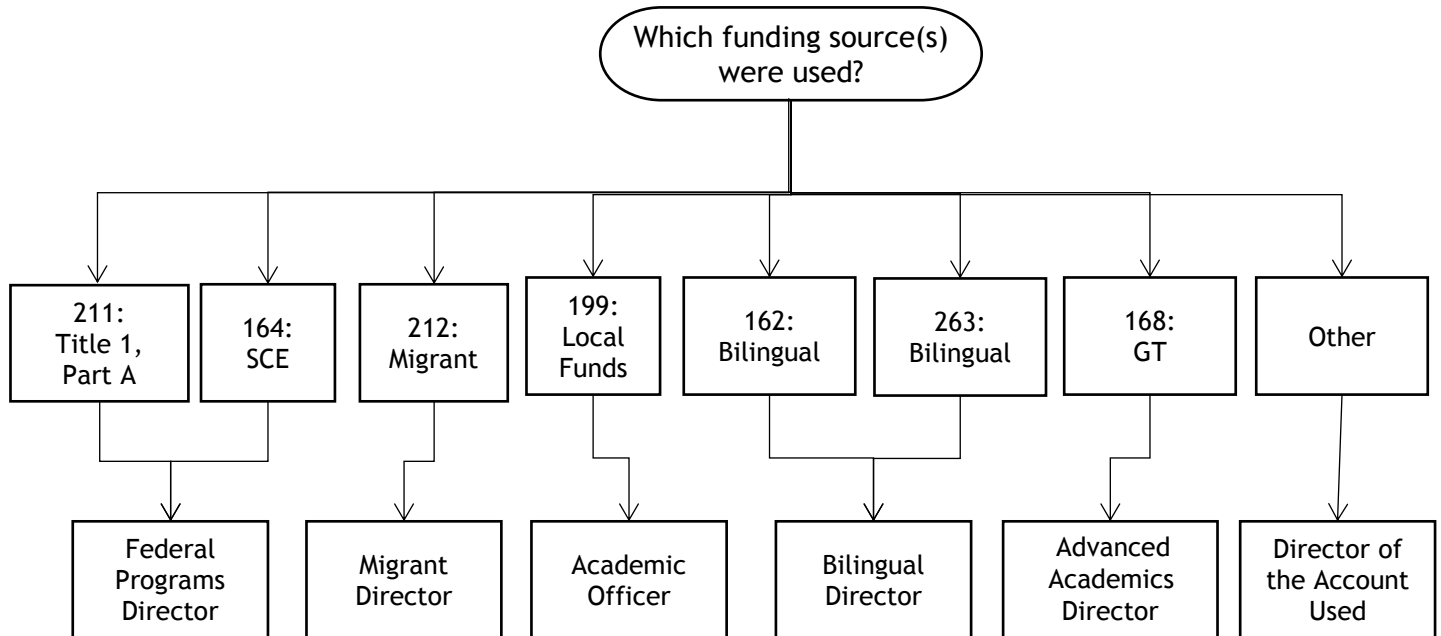 Which funding source(s)
were used?
211:
Title 1,
Part A
164:
SCE
212:
Migrant
199:
Local
Funds
162:
Bilingual
263:
Bilingual
168:
GT
Other
Federal
Programs
Director
Migrant
Director
Academic
Officer
Bilingual
Director
Advanced
Academics
Director
Director of
the Account
Used